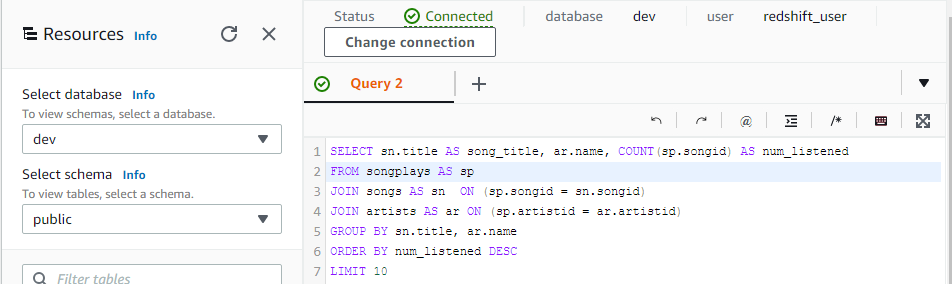 Resources Info
Select database Info
To view schemas, select a database.
dev
Select schema Info
To view tables, select a schema.
public
Filter tables
Status Connected database dev user redshift_user
Change connection
Query 2
@ /*
1 SELECT sn.title AS song_title, ar.name, COUNT(sp.songid) AS num_listened
2 FROM songplays AS sp
3 JOIN songs AS sn  ON (sp.songid = sn.songid)
4 JOIN artists AS ar ON (sp.artistid = ar.artistid)
5 GROUP BY sn.title, ar.name
6 ORDER BY num_listened DESC
7 LIMIT 10